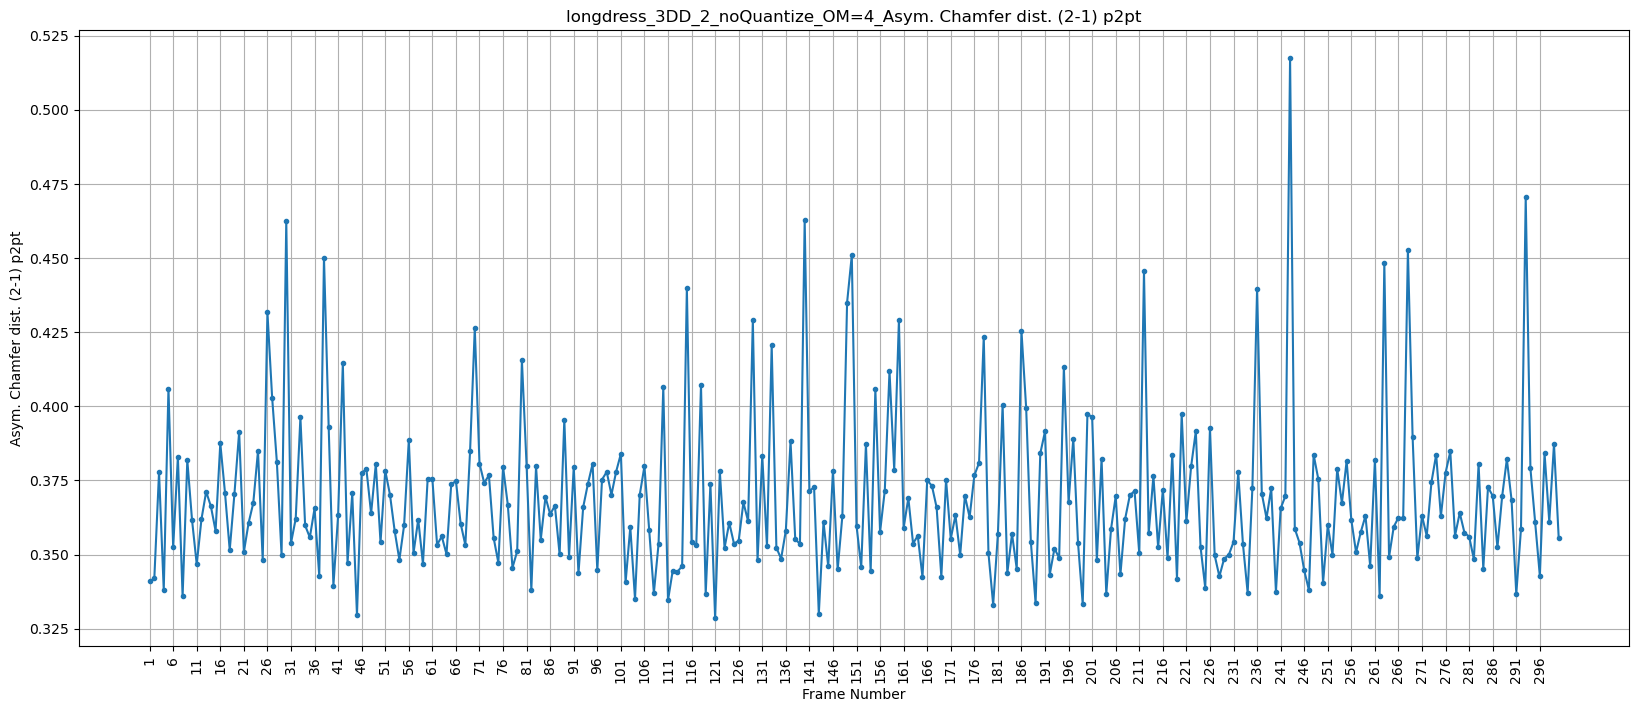 longdress_3DD_2_noQuantize_OM=4_Asym. Chamfer dist. (2-1) p2pt
Asym. Chamfer dist. (2-1) p2pt
0.525
0.500
0.475
0.450
0.425
0.400
0.375
0.350
0.325
1 6 11 16 21 26 31 36 41 46 51 56 61 66 71 76 81 86 91 96 101 106 111 116 121 126 131 136 141 146 151 156 161 166 171 176 181 186 191 196 201 206 211 216 221 226 231 236 241 246 251 256 261 266 271 276 281 286 291 296
Frame Number